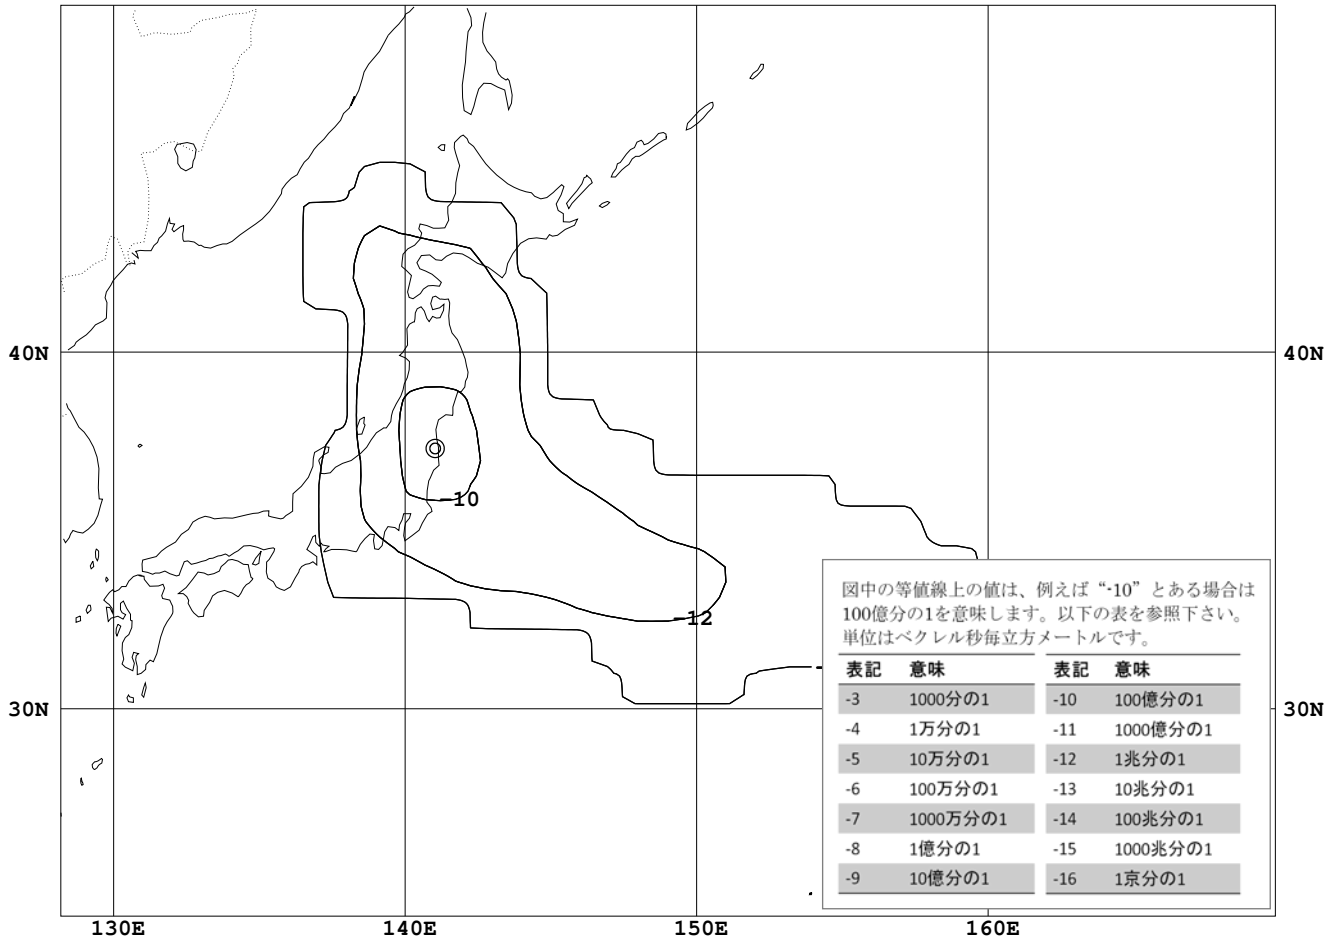 40N
40N
-10
-12
図中の等値線上の値は、例えば“-10”とある場合は
100億分の1を意味します。以下の表を参照下さい。
単位はベクレル秒毎立方メートルです。
表記 意味 表記 意味
-3 1000分の1 -10 100億分の1
-4 1万分の1 -11 1000億分の1
-5 10万分の1 -12 1兆分の1
-6 100万分の1 -13 10兆分の1
-7 1000万分の1 -14 100兆分の1
-8 1億分の1 -15 1000兆分の1
-9 10億分の1 -16 1京分の1
30N
30N
130E 140E 150E 160E